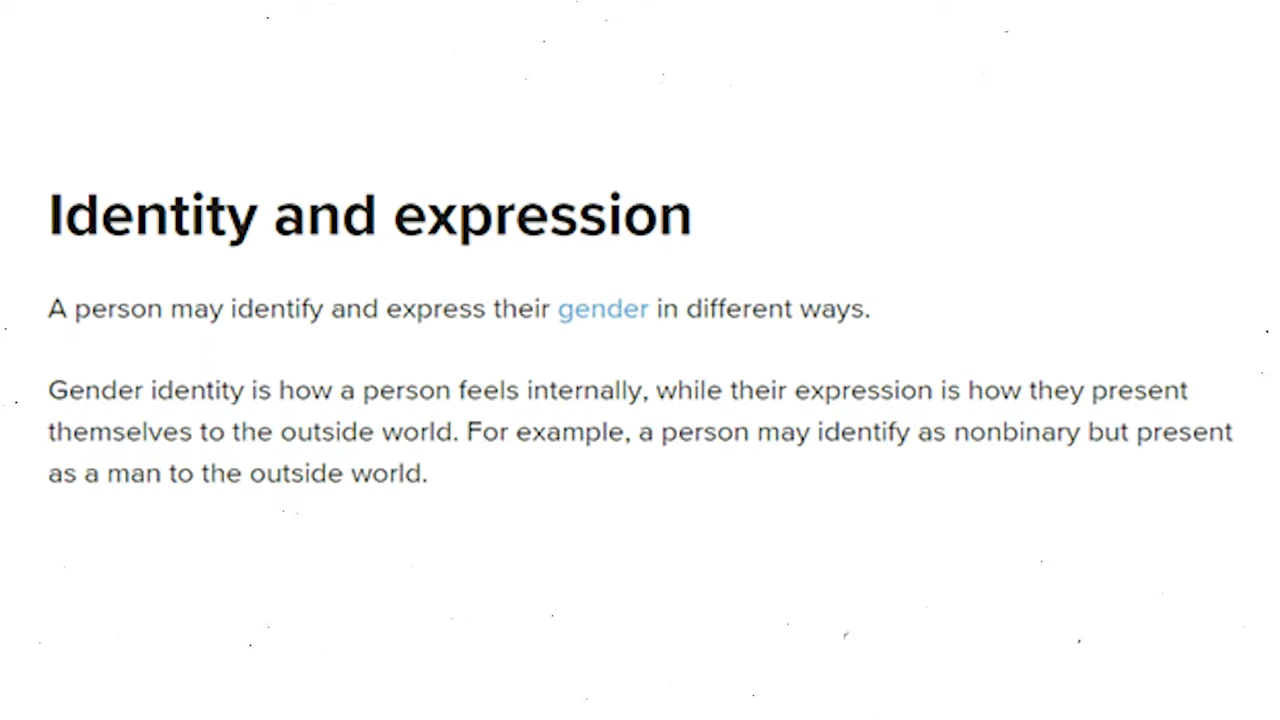 Identity and expression
A person may identify and express their gender in different ways.
Gender identity is how a person feels internally, while their expression is how they present
themselves to the outside world. For example, a person may identify as nonbinary but present
as a man to the outside world.